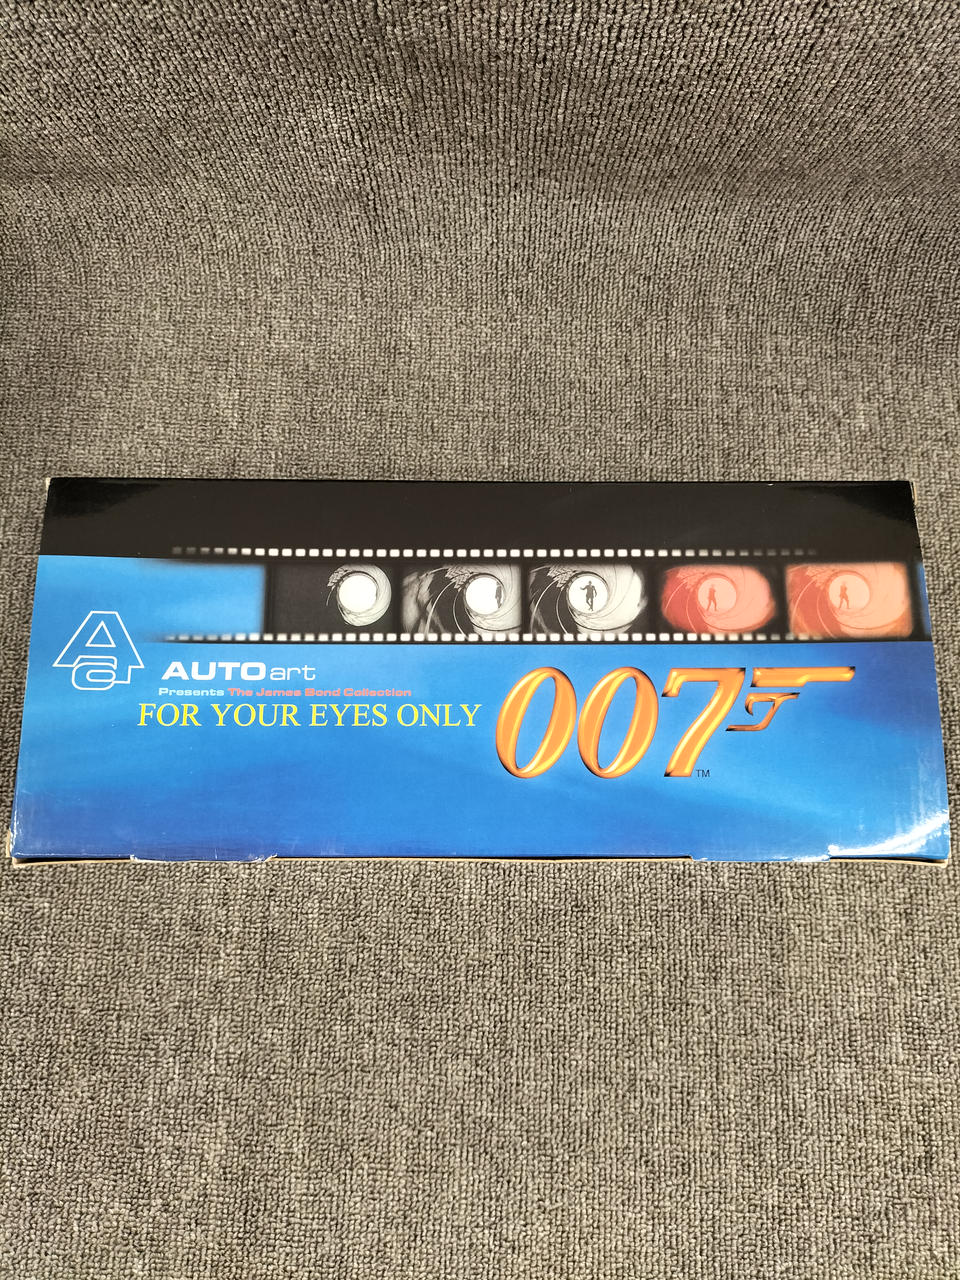 AUTOart
Presents The James Bond Collection
FOR YOUR EYES ONLY
007
TM